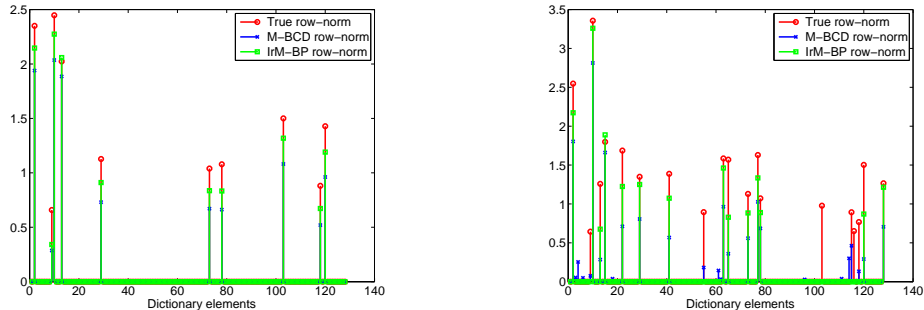 2.5
2
1.5
1
0.5
0
0 20 40 60 80 100 120 140
Dictionary elements
True row−norm
M−BCD row−norm
IrM−BP row−norm
3.5
3
2.5
2
1.5
1
0.5
0
0 20 40 60 80 100 120 140
Dictionary elements
True row−norm
M−BCD row−norm
IrM−BP row−norm